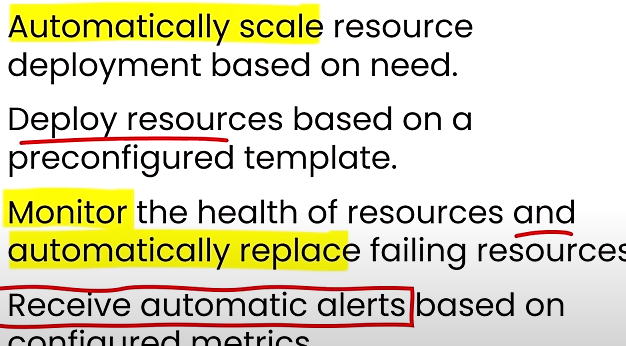 Automatically scale resource
deployment based on need.
Deploy resources based on a
preconfigured template.
Monitor the health of resources and
automatically replace failing resources
Receive automatic alerts based on
configured metrics